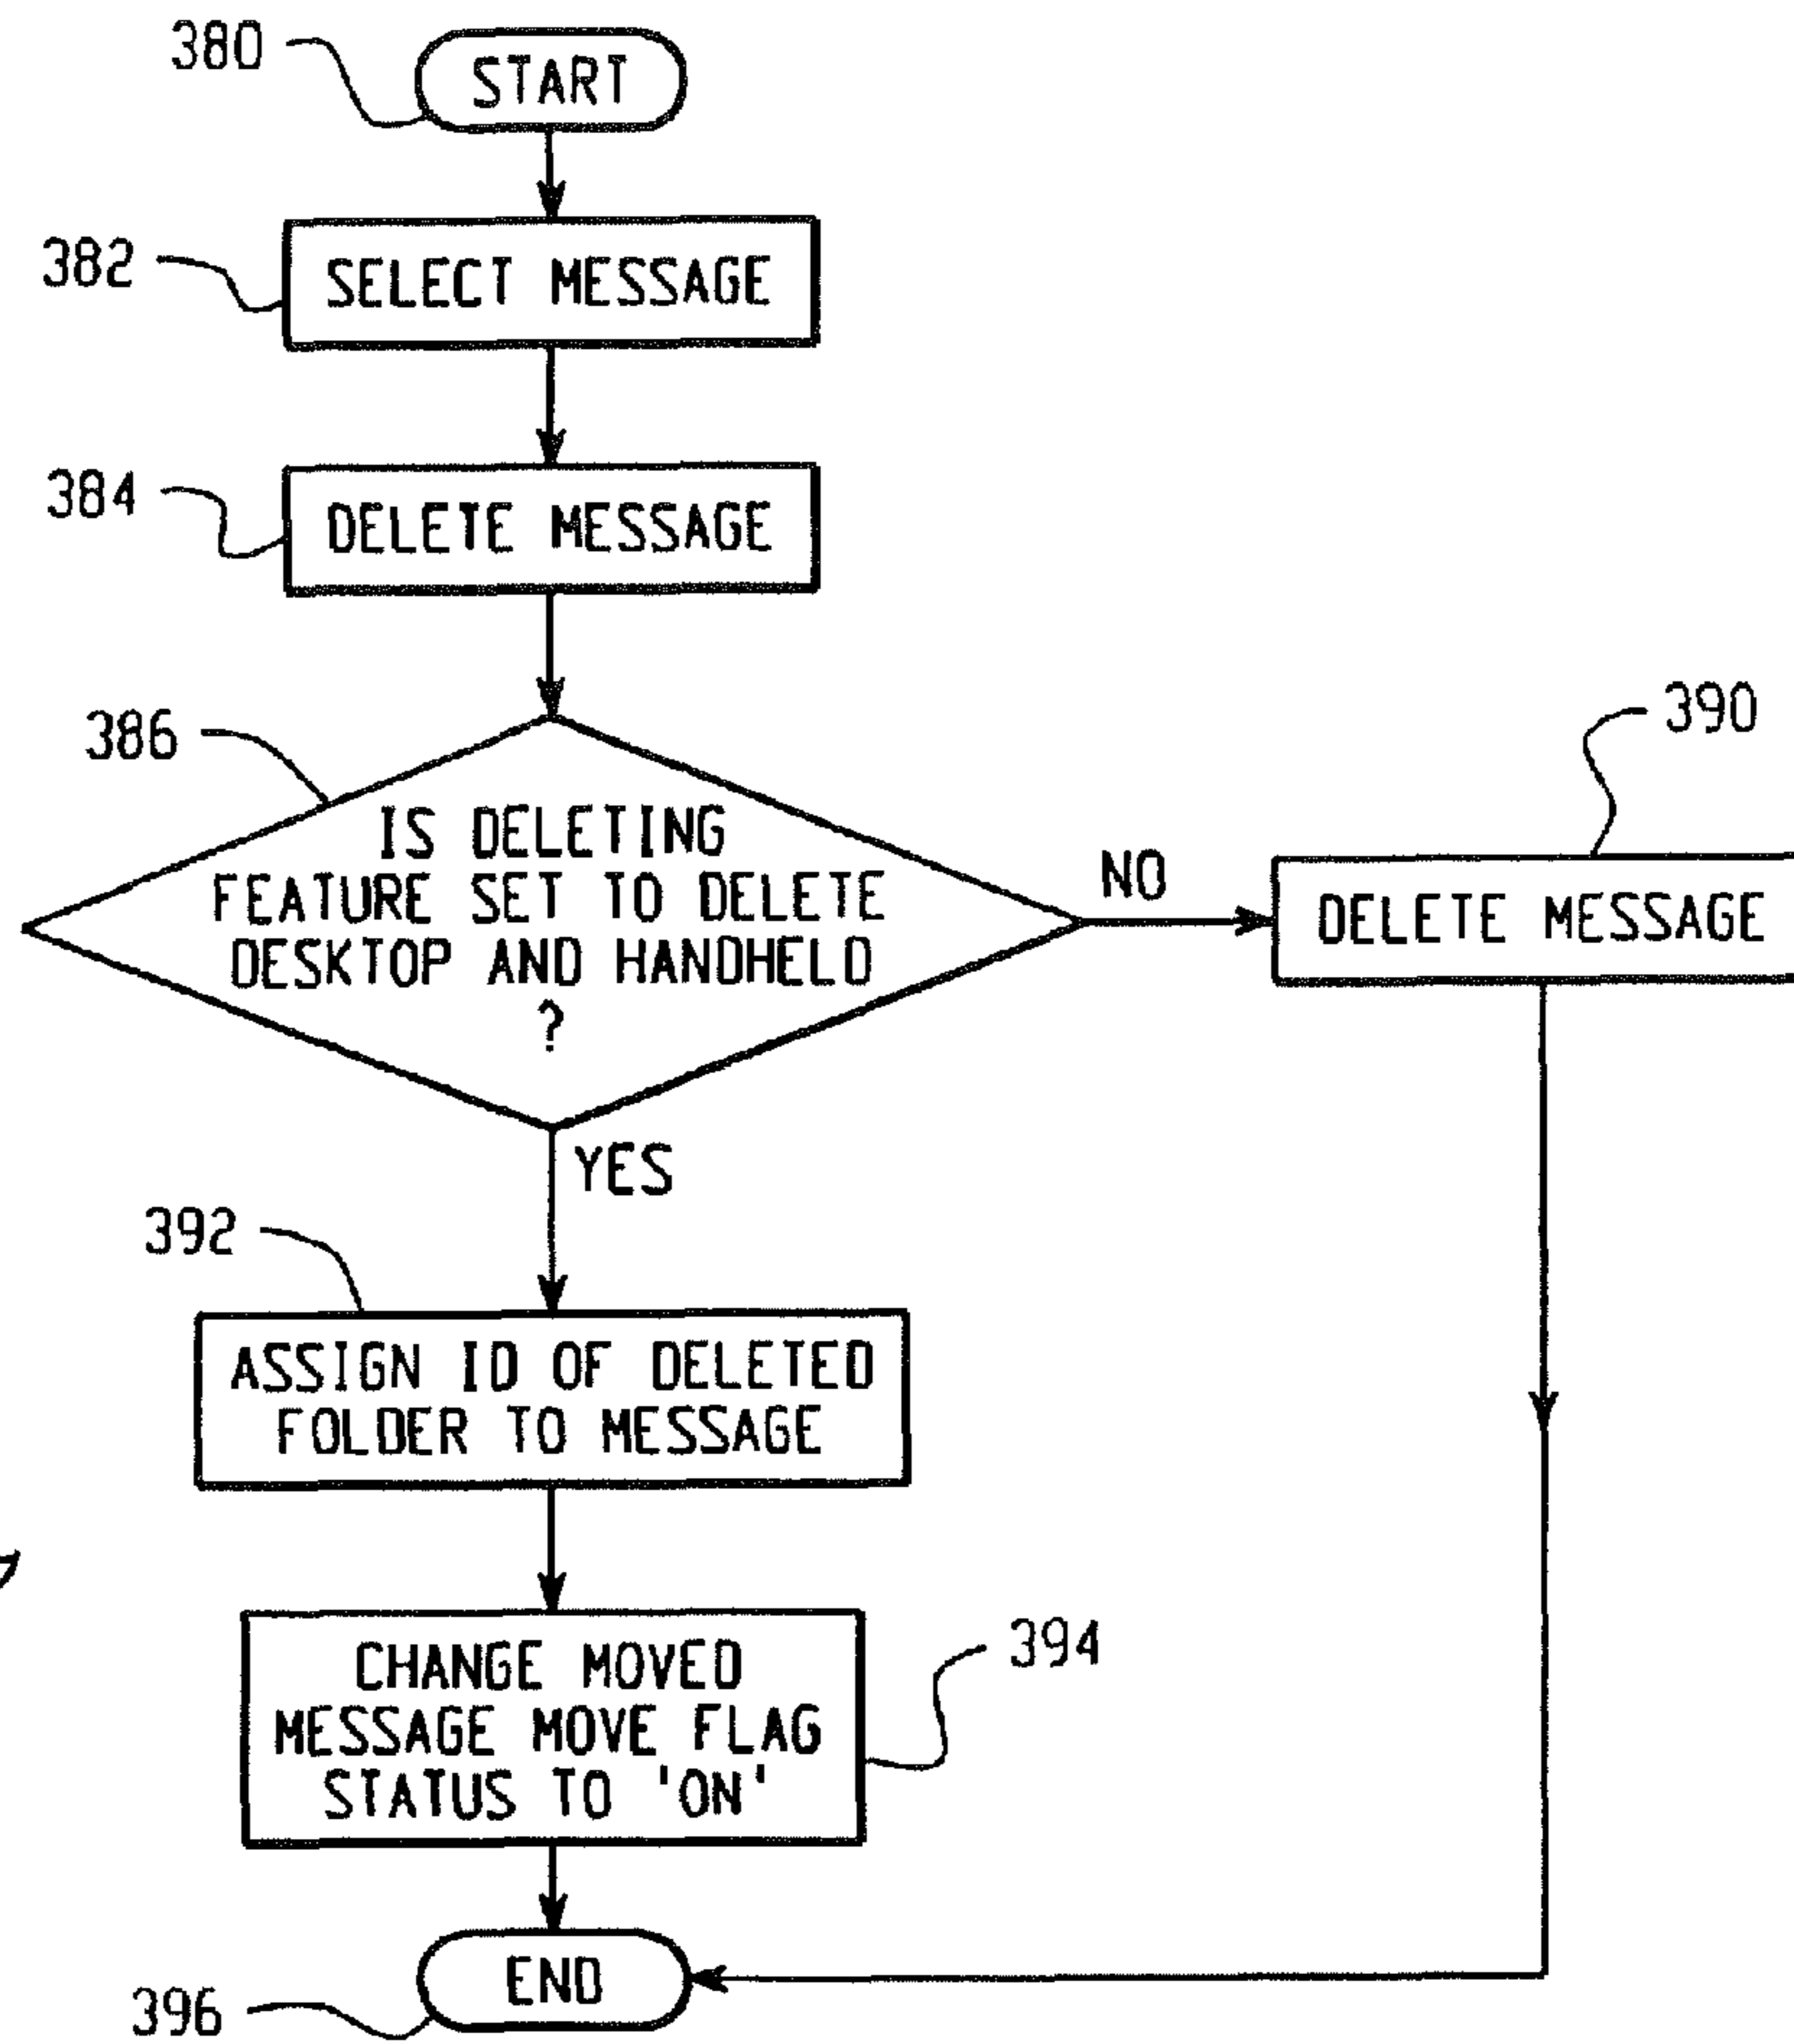 380
START
382
SELECT MESSAGE
384
DELETE MESSAGE
386
IS DELETING
FEATURE SET TO DELETE
DESKTOP AND HANDHELD
?
NO
390
DELETE MESSAGE
YES
392
ASSIGN ID OF DELETED
FOLDER TO MESSAGE
394
CHANGE MOVED
MESSAGE MOVE FLAG
STATUS TO 'ON'
396
END